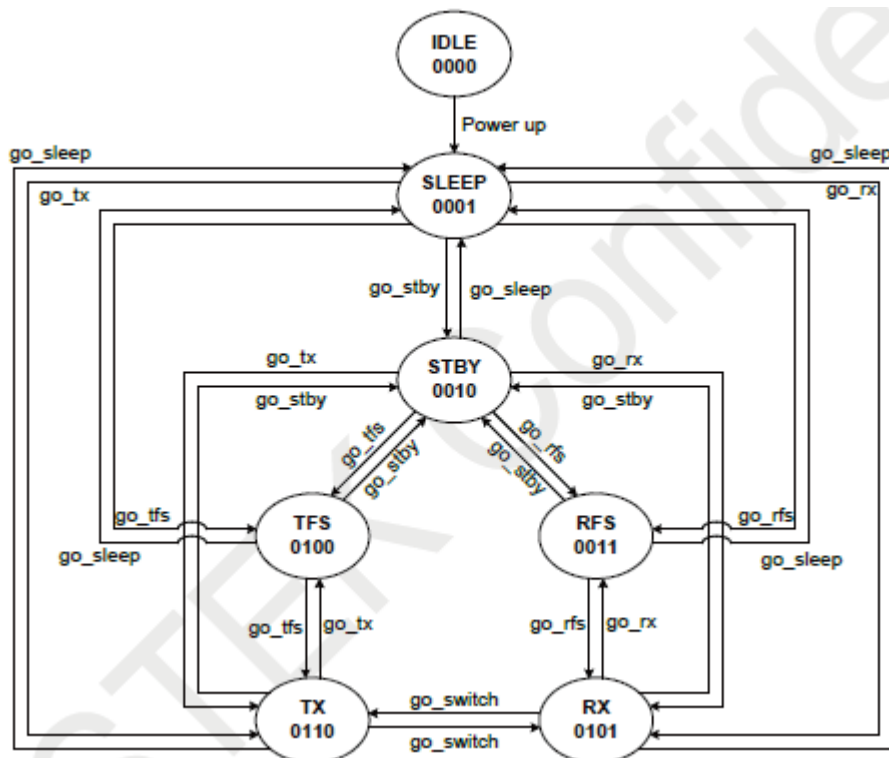 IDLE
0000
Power up
go_sleep
go_sleep
SLEEP
0001
go_tx
go_rx
go_stby
go_sleep
go_tx
go_rx
STBY
0010
go_stby
go_stby
go_tfs
go_stby
go_rfs
go_stby
go_tfs
TFS
0100
RFS
0011
go_rfs
go_sleep
go_sleep
go_tfs
go_tx
go_rfs
go_rx
TX
0110
go_switch
RX
0101
go_switch
STEK Confide